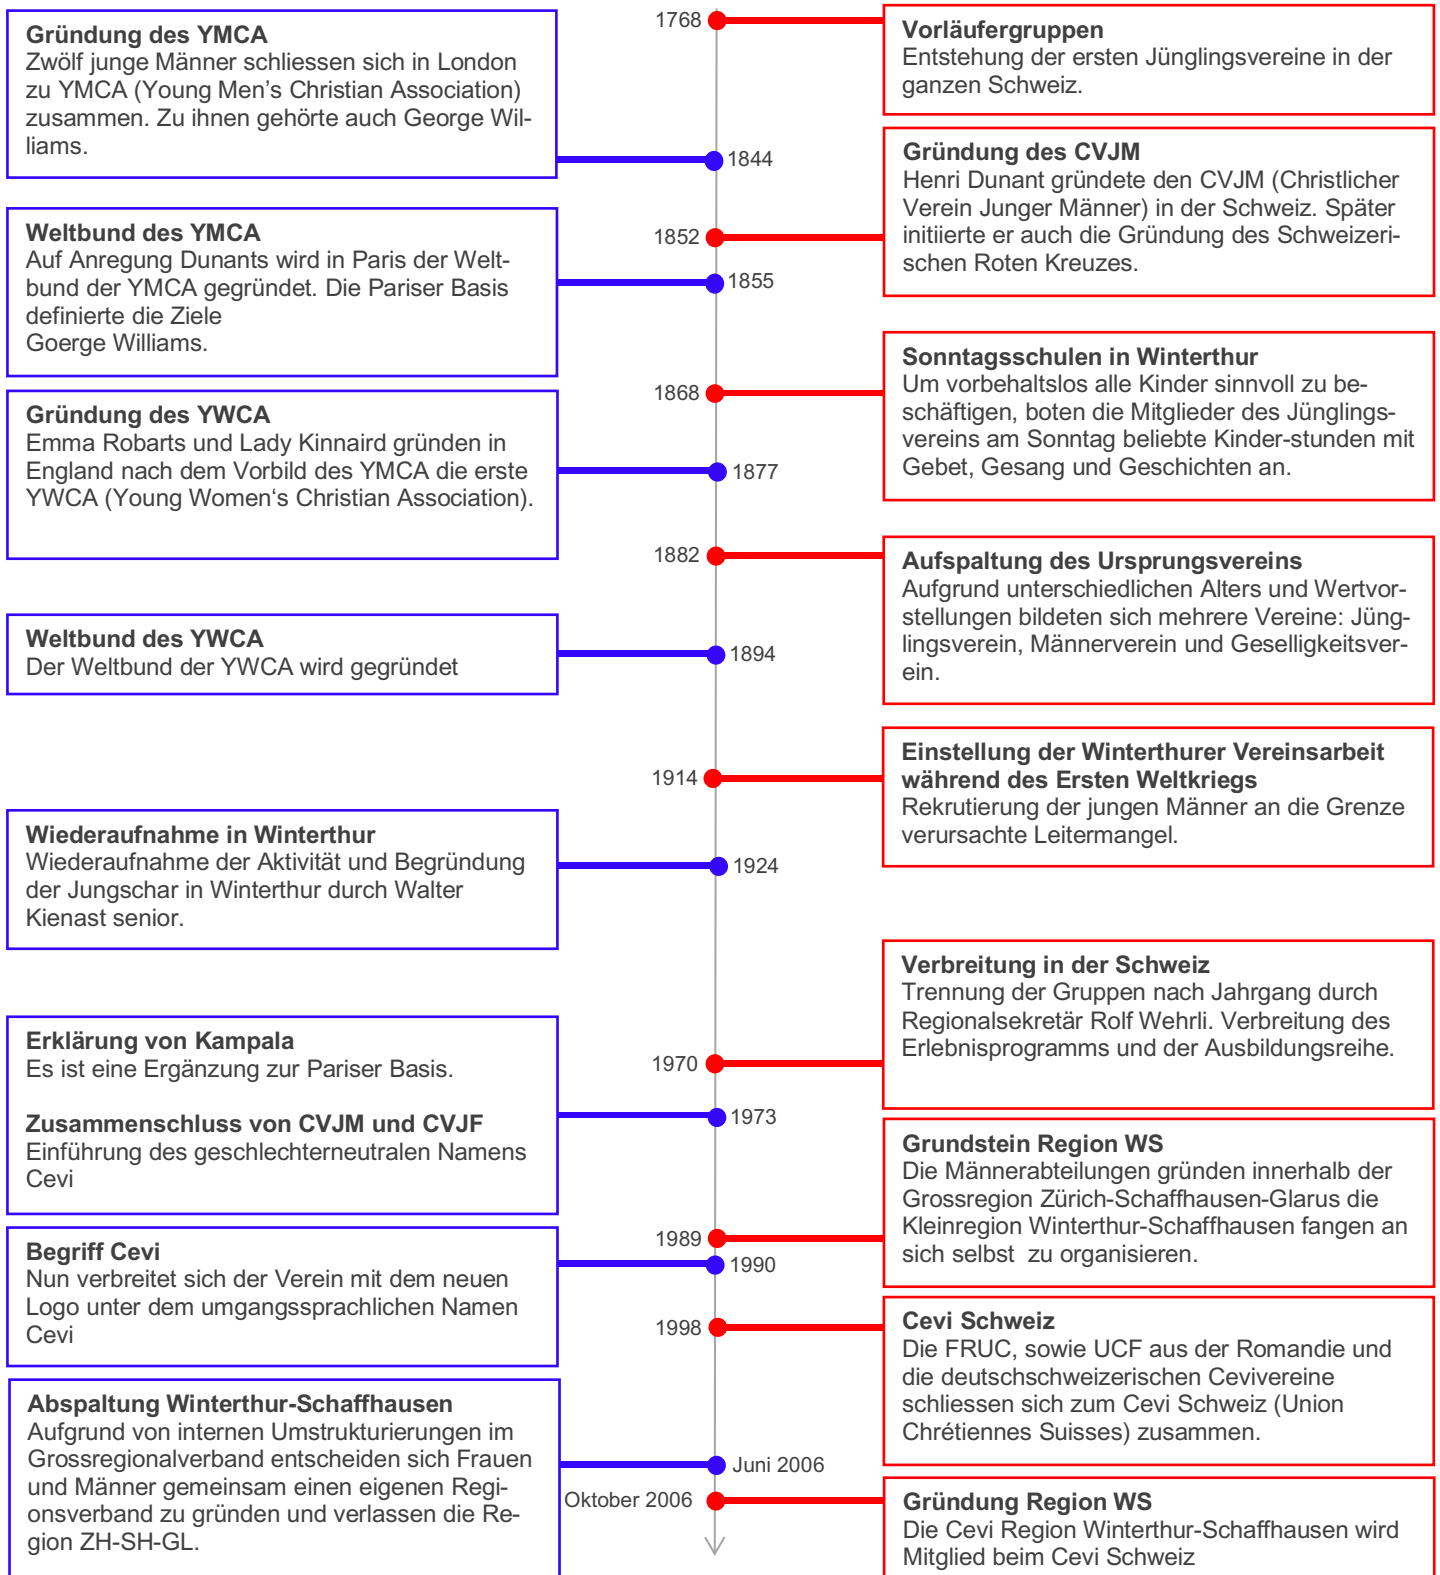 1768
Vorläufergruppen
Entstehung der ersten Jünglingsvereine in der
ganzen Schweiz.
Gründung des YMCA
Zwölf junge Männer schliessen sich in London
zu YMCA (Young Men’s Christian Association)
zusammen. Zu ihnen gehörte auch George Wil-
liams.
1844
Gründung des CVJM
Henri Dunant gründete den CVJM (Christlicher
Verein Junger Männer) in der Schweiz. Später
initiierte er auch die Gründung des Schweizeri-
schen Roten Kreuzes.
1852
Weltbund des YMCA
Auf Anregung Dunants wird in Paris der Welt-
bund der YMCA gegründet. Die Pariser Basis
definierte die Ziele
Goerge Williams.
1855
Sonntagsschulen in Winterthur
Um vorbehaltslos alle Kinder sinnvoll zu be-
schäftigen, boten die Mitglieder des Jünglings-
vereins am Sonntag beliebte Kinder-stunden mit
Gebet, Gesang und Geschichten an.
1868
Gründung des YWCA
Emma Robarts und Lady Kinnaird gründen in
England nach dem Vorbild des YMCA die erste
YWCA (Young Women‘s Christian Association).
1877
1882
Aufspaltung des Ursprungsvereins
Aufgrund unterschiedlichen Alters und Wertvor-
stellungen bildeten sich mehrere Vereine: Jüng-
lingsverein, Männerverein und Geselligkeitsver-
ein.
Weltbund des YWCA
Der Weltbund der YWCA wird gegründet
1894
1914
Einstellung der Winterthurer Vereinsarbeit
während des Ersten Weltkriegs
Rekrutierung der jungen Männer an die Grenze
verursachte Leitermangel.
Wiederaufnahme in Winterthur
Wiederaufnahme der Aktivität und Begründung
der Jungschar in Winterthur durch Walter
Kienast senior.
1924
Verbreitung in der Schweiz
Trennung der Gruppen nach Jahrgang durch
Regionalsekretär Rolf Wehrli. Verbreitung des
Erlebnisprogramms und der Ausbildungsreihe.
1970
Erklärung von Kampala
Es ist eine Ergänzung zur Pariser Basis.
Zusammenschluss von CVJM und CVJF
Einführung des geschlechterneutralen Namens
Cevi
1973
Grundstein Region WS
Die Männerabteilungen gründen innerhalb der
Grossregion Zürich-Schaffhausen-Glarus die
Kleinregion Winterthur-Schaffhausen fangen an
sich selbst  zu organisieren.
1989
Begriff Cevi
Nun verbreitet sich der Verein mit dem neuen
Logo unter dem umgangssprachlichen Namen
Cevi
1990
1998
Cevi Schweiz
Die FRUC, sowie UCF aus der Romandie und
die deutschschweizerischen Cevivereine
schliessen sich zum Cevi Schweiz (Union
Chrétiennes Suisses) zusammen.
Abspaltung Winterthur-Schaffhausen
Aufgrund von internen Umstrukturierungen im
Grossregionalverband entscheiden sich Frauen
und Männer gemeinsam einen eigenen Regi-
onsverband zu gründen und verlassen die Re-
gion ZH-SH-GL.
Juni 2006
Oktober 2006
Gründung Region WS
Die Cevi Region Winterthur-Schaffhausen wird
Mitglied beim Cevi Schweiz